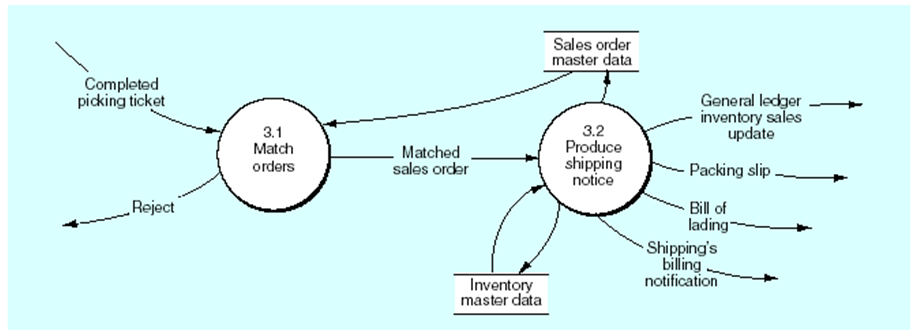 Sales order
master data
Completed
picking ticket
General ledger
inventory sales
update
3.1
Match
orders
3.2
Produce
shipping
notice
Matched
sales order
Packing slip
Reject
Bill of
lading
Shipping's
billing
notification
Inventory
master data